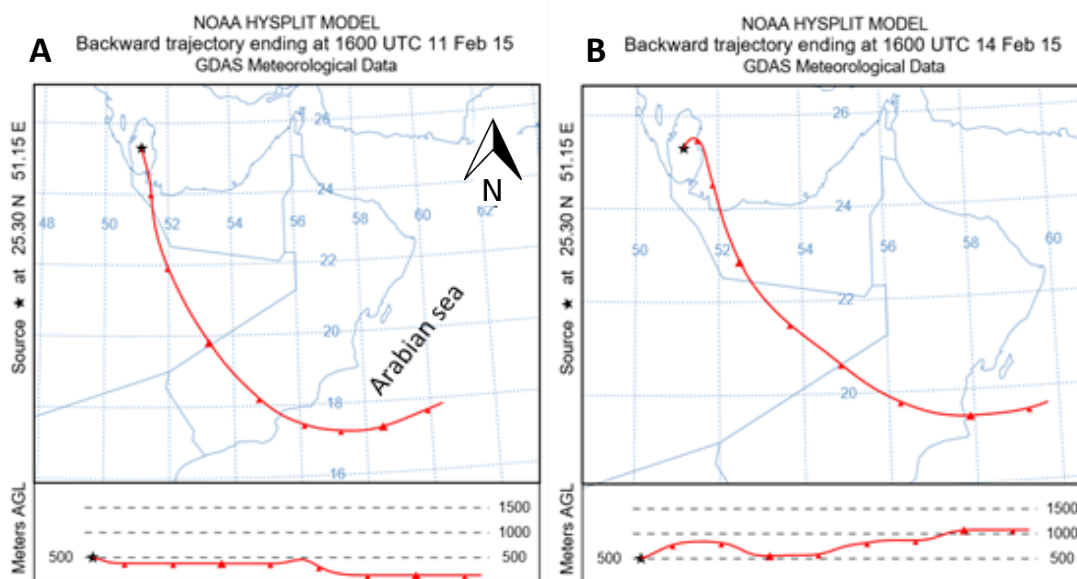 A
NOAA HYSPLIT MODEL
Backward trajectory ending at 1600 UTC 11 Feb 15
GDAS Meteorological Data
Source ★ at 25.30 N 51.15 E
26
N
24
48
50
52
54
56
58
60
62
22
20
Arabian sea
18
16
Meters AGL
1500
1000
500
500
B
NOAA HYSPLIT MODEL
Backward trajectory ending at 1600 UTC 14 Feb 15
GDAS Meteorological Data
Source ★ at 25.30 N 51.15 E
26
24
50
52
54
56
58
60
22
20
Meters AGL
1500
1000
500
500